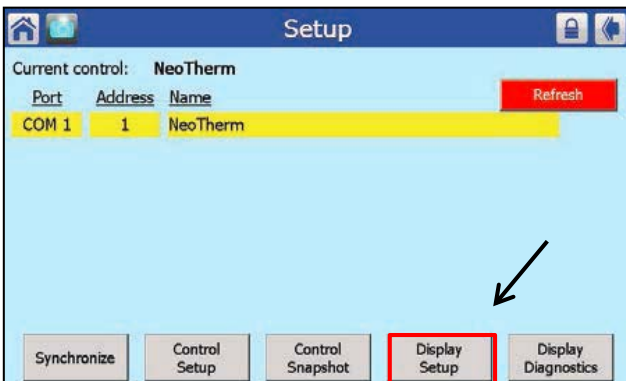 Setup
Current control: NeoTherm
Port Address Name
Refresh
COM 1 1 NeoTherm
Synchronize
Control
Setup
Control
Snapshot
Display
Setup
Display
Diagnostics